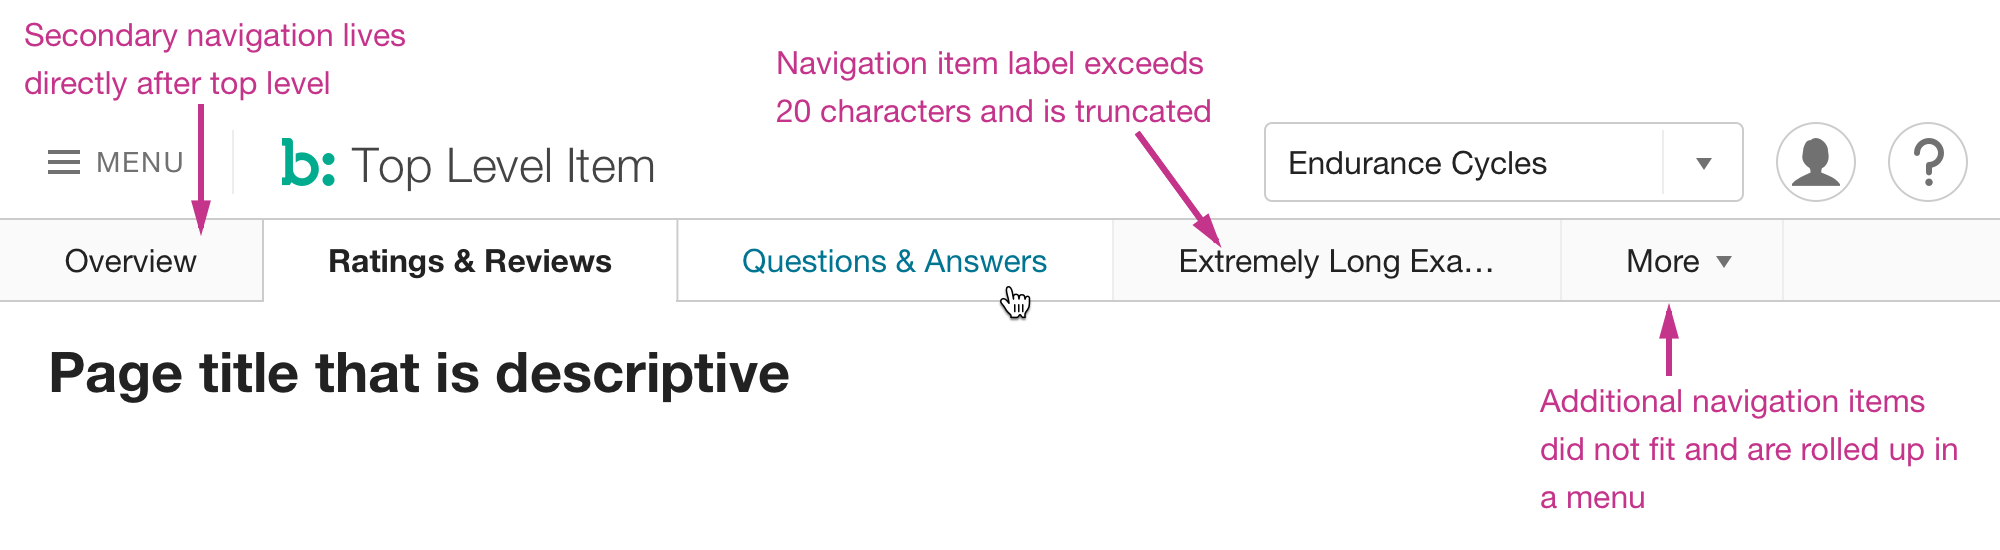 Secondary navigation lives
directly after top level
Navigation item label exceeds
20 characters and is truncated
MENU
b: Top Level Item
Endurance Cycles
?
Overview
Ratings & Reviews
Questions & Answers
Extremely Long Exa...
More
Page title that is descriptive
Additional navigation items
did not fit and are rolled up in
a menu